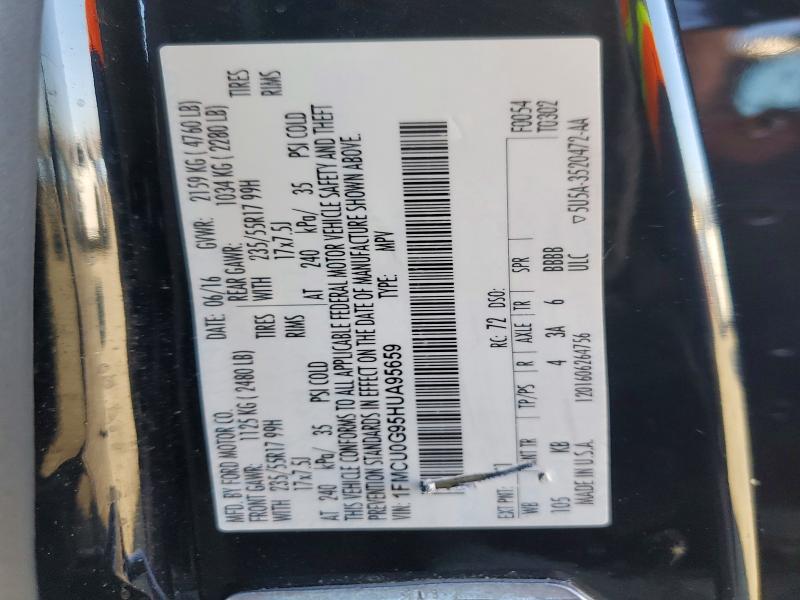 MFD. BY FORD MOTOR CO.
DATE: 06/16 GVWR: 2159 KG ( 4760 LB)
FRONT GAWR: 1125 KG ( 2480 LB) REAR GAWR: 1034 KG ( 2280 LB)
WITH 235/55R17 99H TIRES WITH 235/55R17 99H TIRES
17x7.5J RIMS 17x7.5J RIMS
AT 240 kPa/ 35 PSI COLD AT 240 kPa/ 35 PSI COLD
THIS VEHICLE CONFORMS TO ALL APPLICABLE FEDERAL MOTOR VEHICLE SAFETY AND THEFT
PREVENTION STANDARDS IN EFFECT ON THE DATE OF MANUFACTURE SHOWN ABOVE.
VIN: 1FMCU0G95HUA95659 TYPE: MPV
F0054
EXT PNT: RC: 72 DSO: T0302
WB INT TR TP/PS R AXLE TR SPR
105 KB 4 3A 6 BBBB
ULC
MADE IN U.S.A. 1201606264756 ▽5U5A-3520472-AA